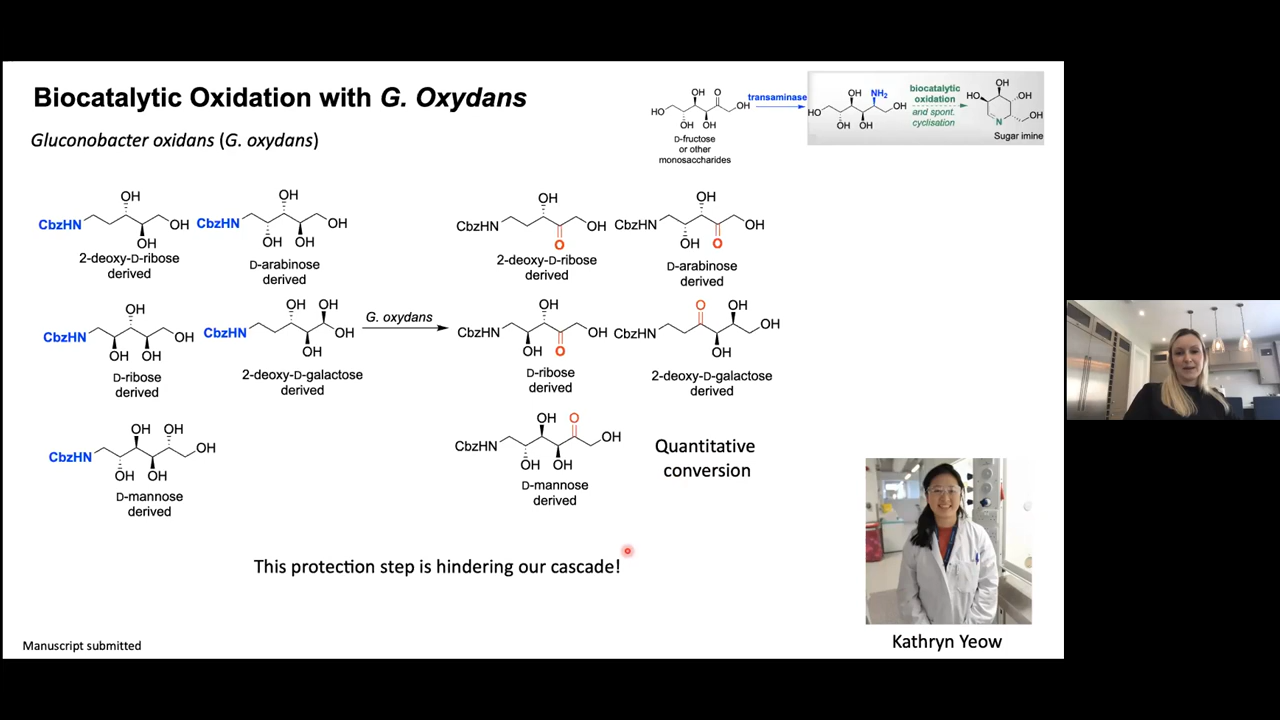 Biocatalytic Oxidation with G. Oxydans
Gluconobacter oxidans (G. oxydans)
OH
O
HO
OH
OH
OH
D-fructose
or other
monosaccharides
transaminase
OH
NH2
HO
OH
OH
OH
biocatalytic
oxidation
and spont.
cyclisation
OH
HO
OH
N
OH
Sugar imine
OH
CbzHN
OH
OH
2-deoxy-D-ribose
derived
OH
CbzHN
OH
OH
OH
D-arabinose
derived
OH
CbzHN
OH
O
2-deoxy-D-ribose
derived
OH
CbzHN
OH
OH
O
D-arabinose
derived
OH
CbzHN
OH
OH
OH
D-ribose
derived
OH
OH
CbzHN
OH
OH
2-deoxy-D-galactose
derived
G. oxydans
OH
CbzHN
OH
OH
O
D-ribose
derived
O
OH
CbzHN
OH
OH
2-deoxy-D-galactose
derived
OH
OH
CbzHN
OH
OH
OH
D-mannose
derived
OH
O
CbzHN
OH
OH
OH
D-mannose
derived
Quantitative
conversion
This protection step is hindering our cascade!
Manuscript submitted
Kathryn Yeow